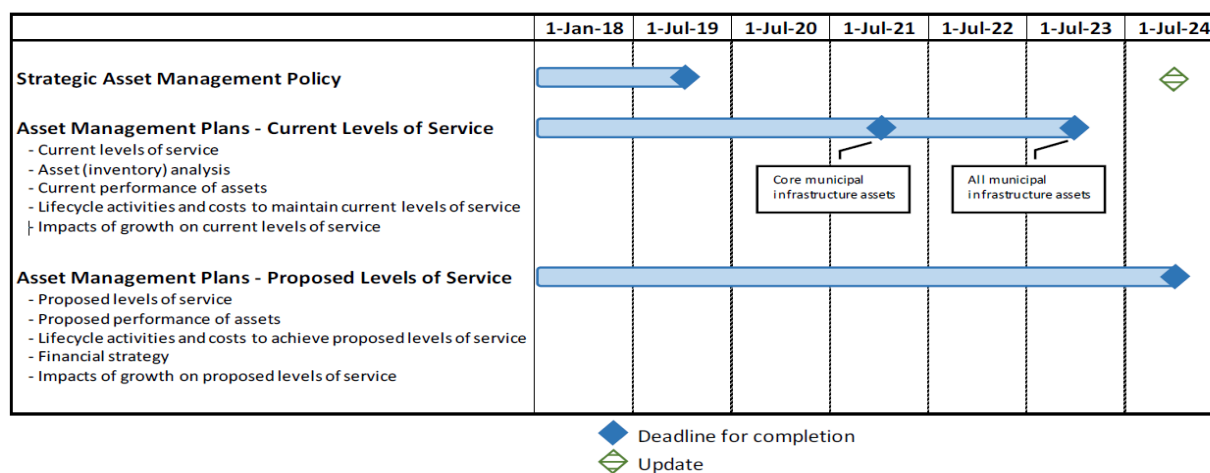 1-Jan-18 1-Jul-19 1-Jul-20 1-Jul-21 1-Jul-22 1-Jul-23 1-Jul-24
Strategic Asset Management Policy
Asset Management Plans - Current Levels of Service
- Current levels of service
- Asset (inventory) analysis
- Current performance of assets
- Lifecycle activities and costs to maintain current levels of service
- Impacts of growth on current levels of service
Core municipal
infrastructure assets
All municipal
infrastructure assets
Asset Management Plans - Proposed Levels of Service
- Proposed levels of service
- Proposed performance of assets
- Lifecycle activities and costs to achieve proposed levels of service
- Financial strategy
- Impacts of growth on proposed levels of service
Deadline for completion
Update